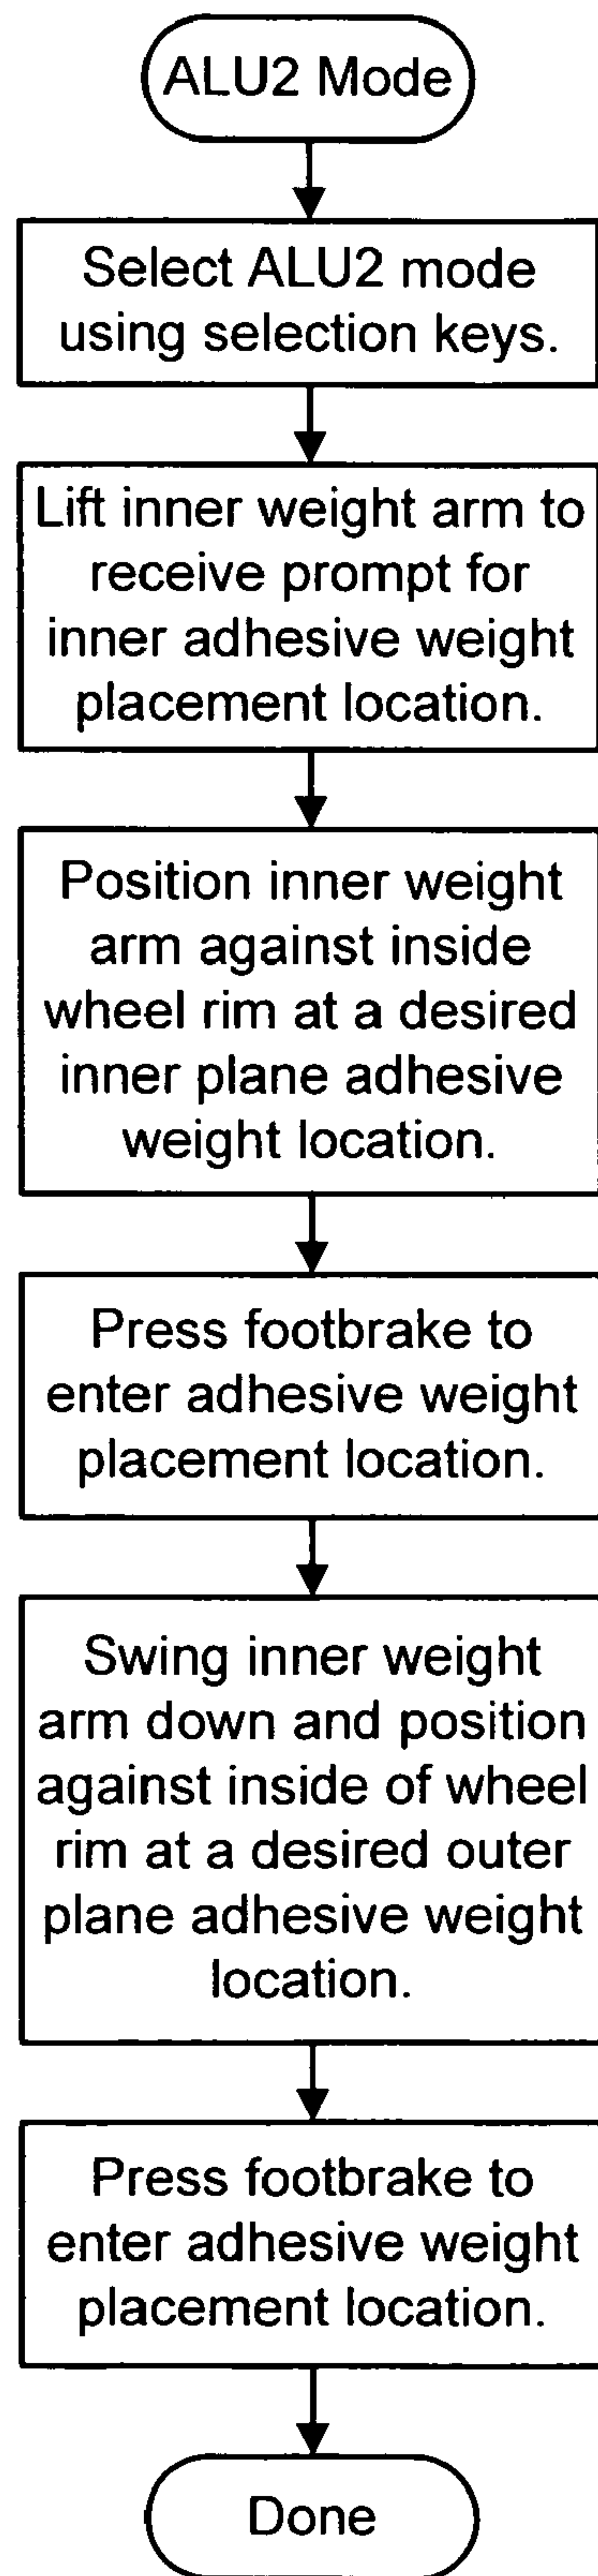 ALU2 Mode
Select ALU2 mode
using selection keys.
Lift inner weight arm to
receive prompt for
inner adhesive weight
placement location.
Position inner weight
arm against inside
wheel rim at a desired
inner plane adhesive
weight location.
Press footbrake to
enter adhesive weight
placement location.
Swing inner weight
arm down and position
against inside of wheel
rim at a desired outer
plane adhesive weight
location.
Press footbrake to
enter adhesive weight
placement location.
Done